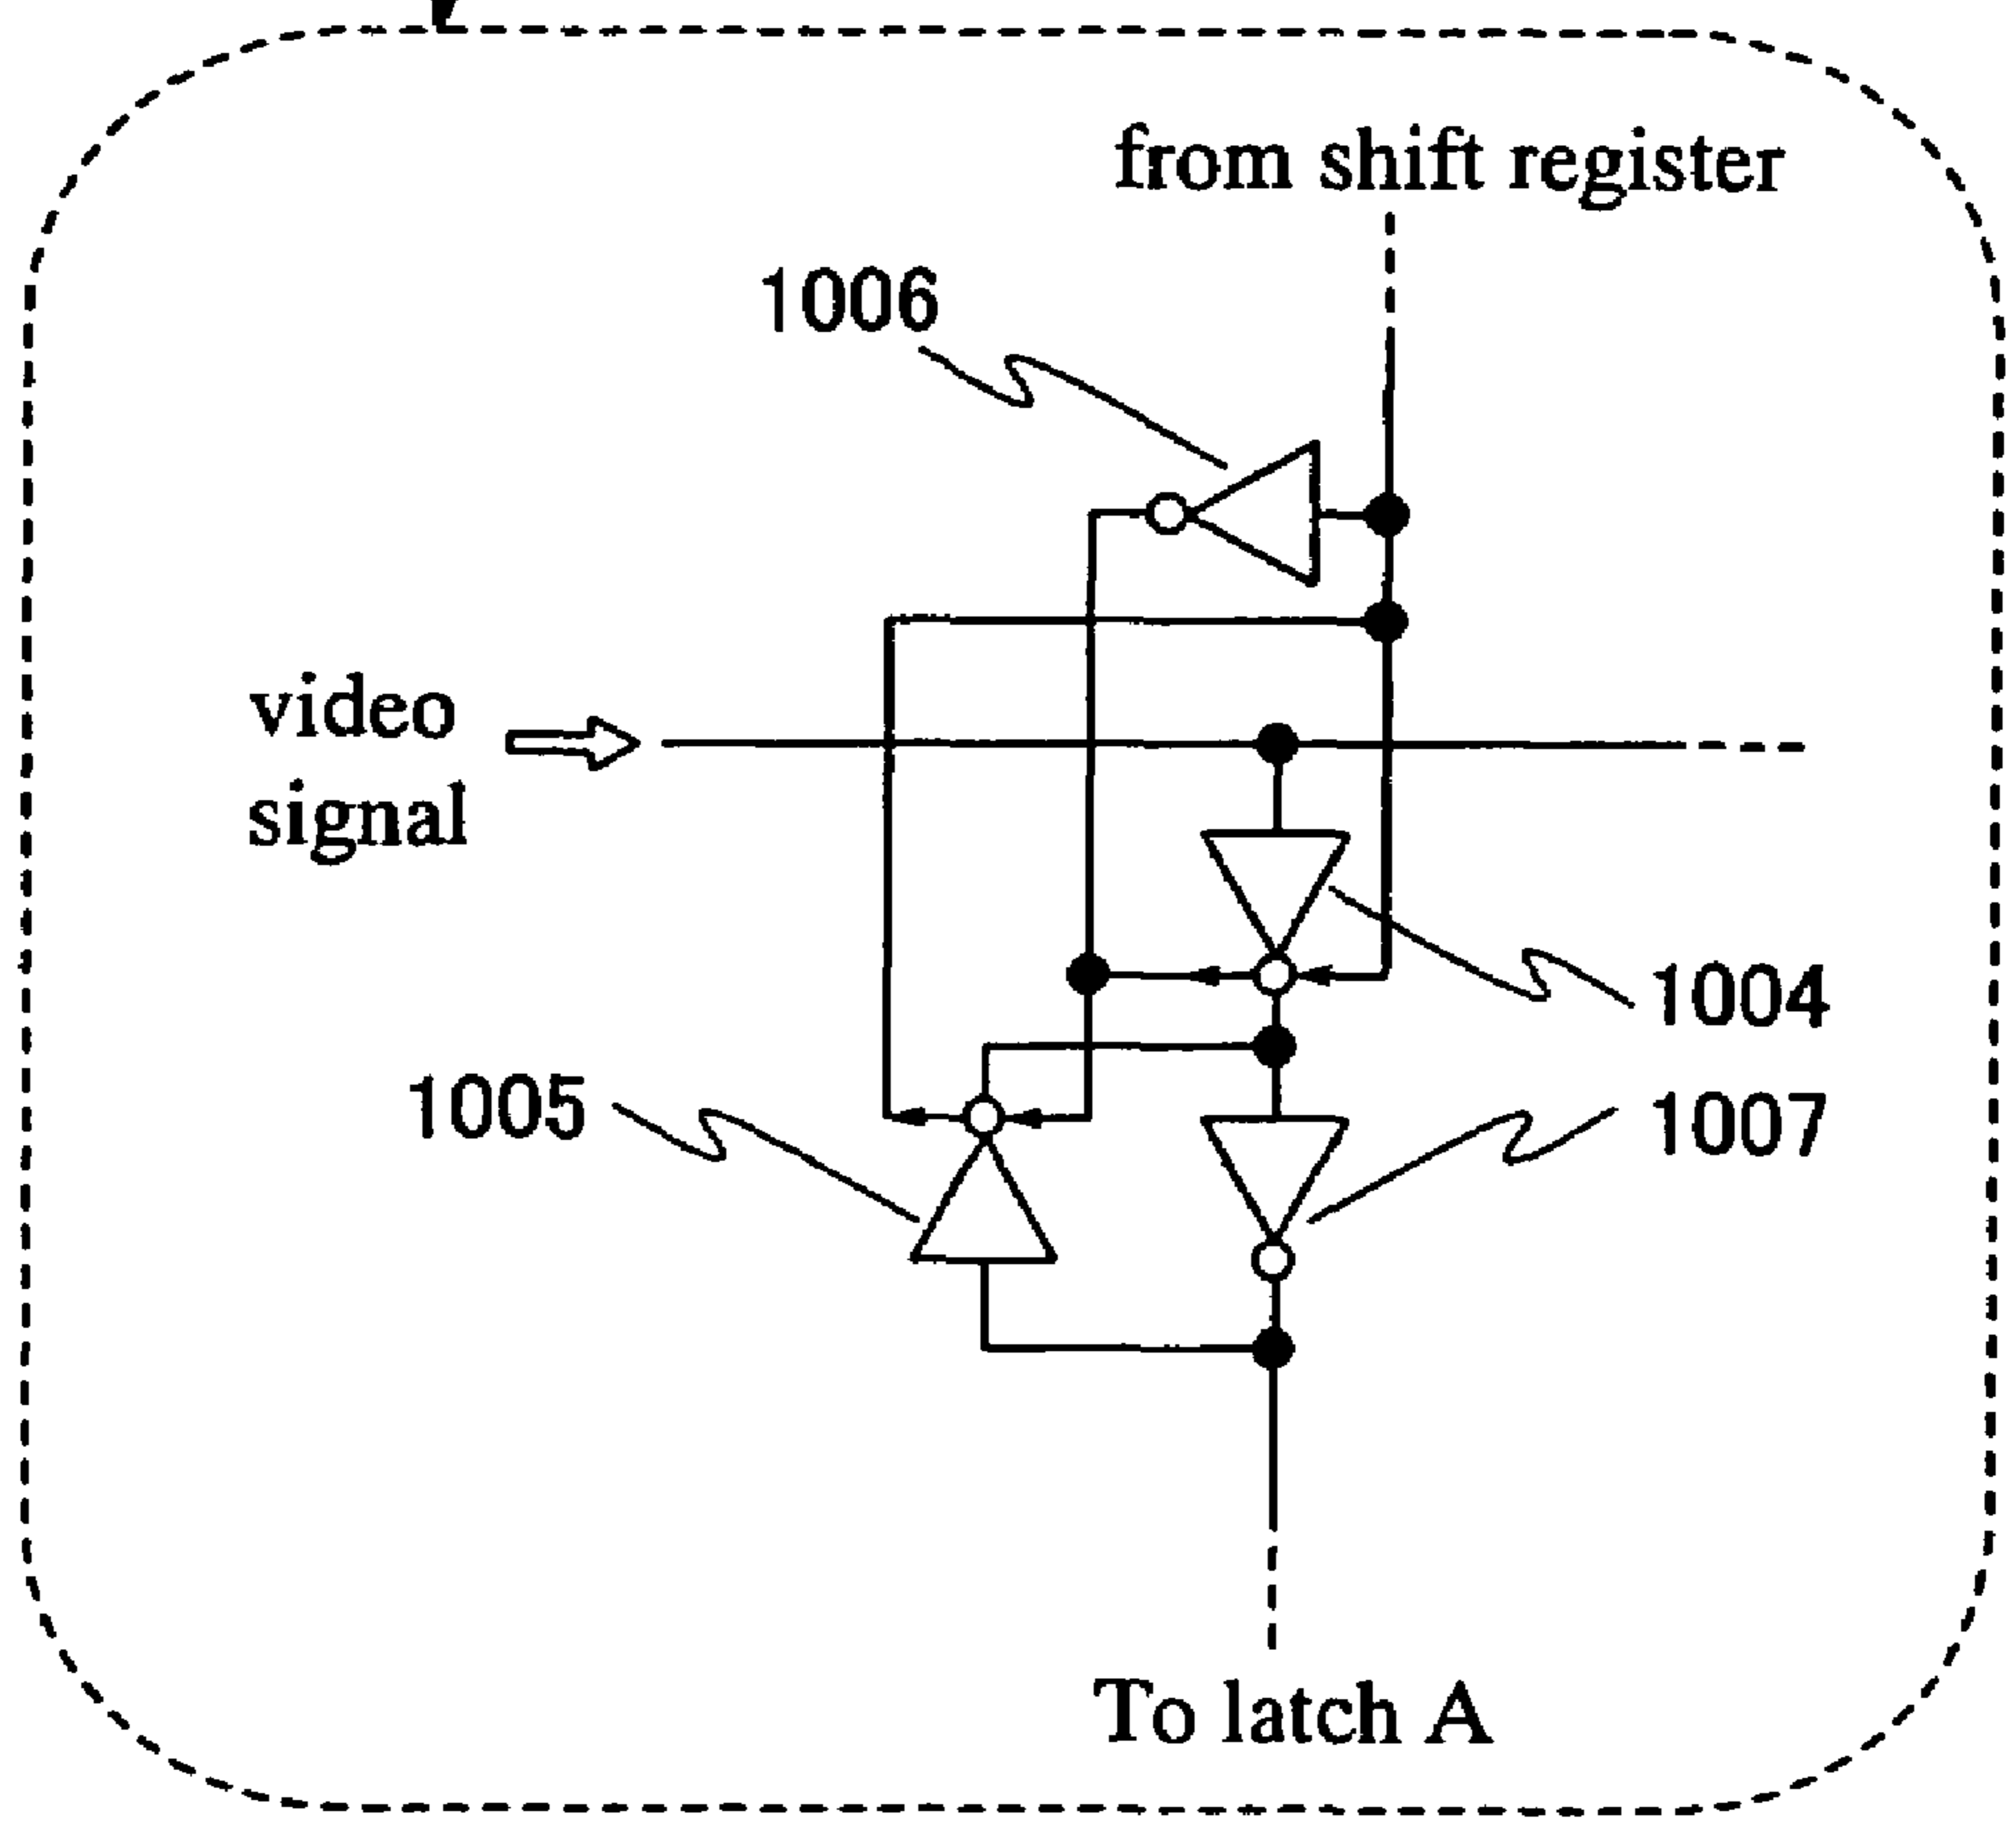 from shift register
1006
video
signal
1004
1005
1007
To latch A